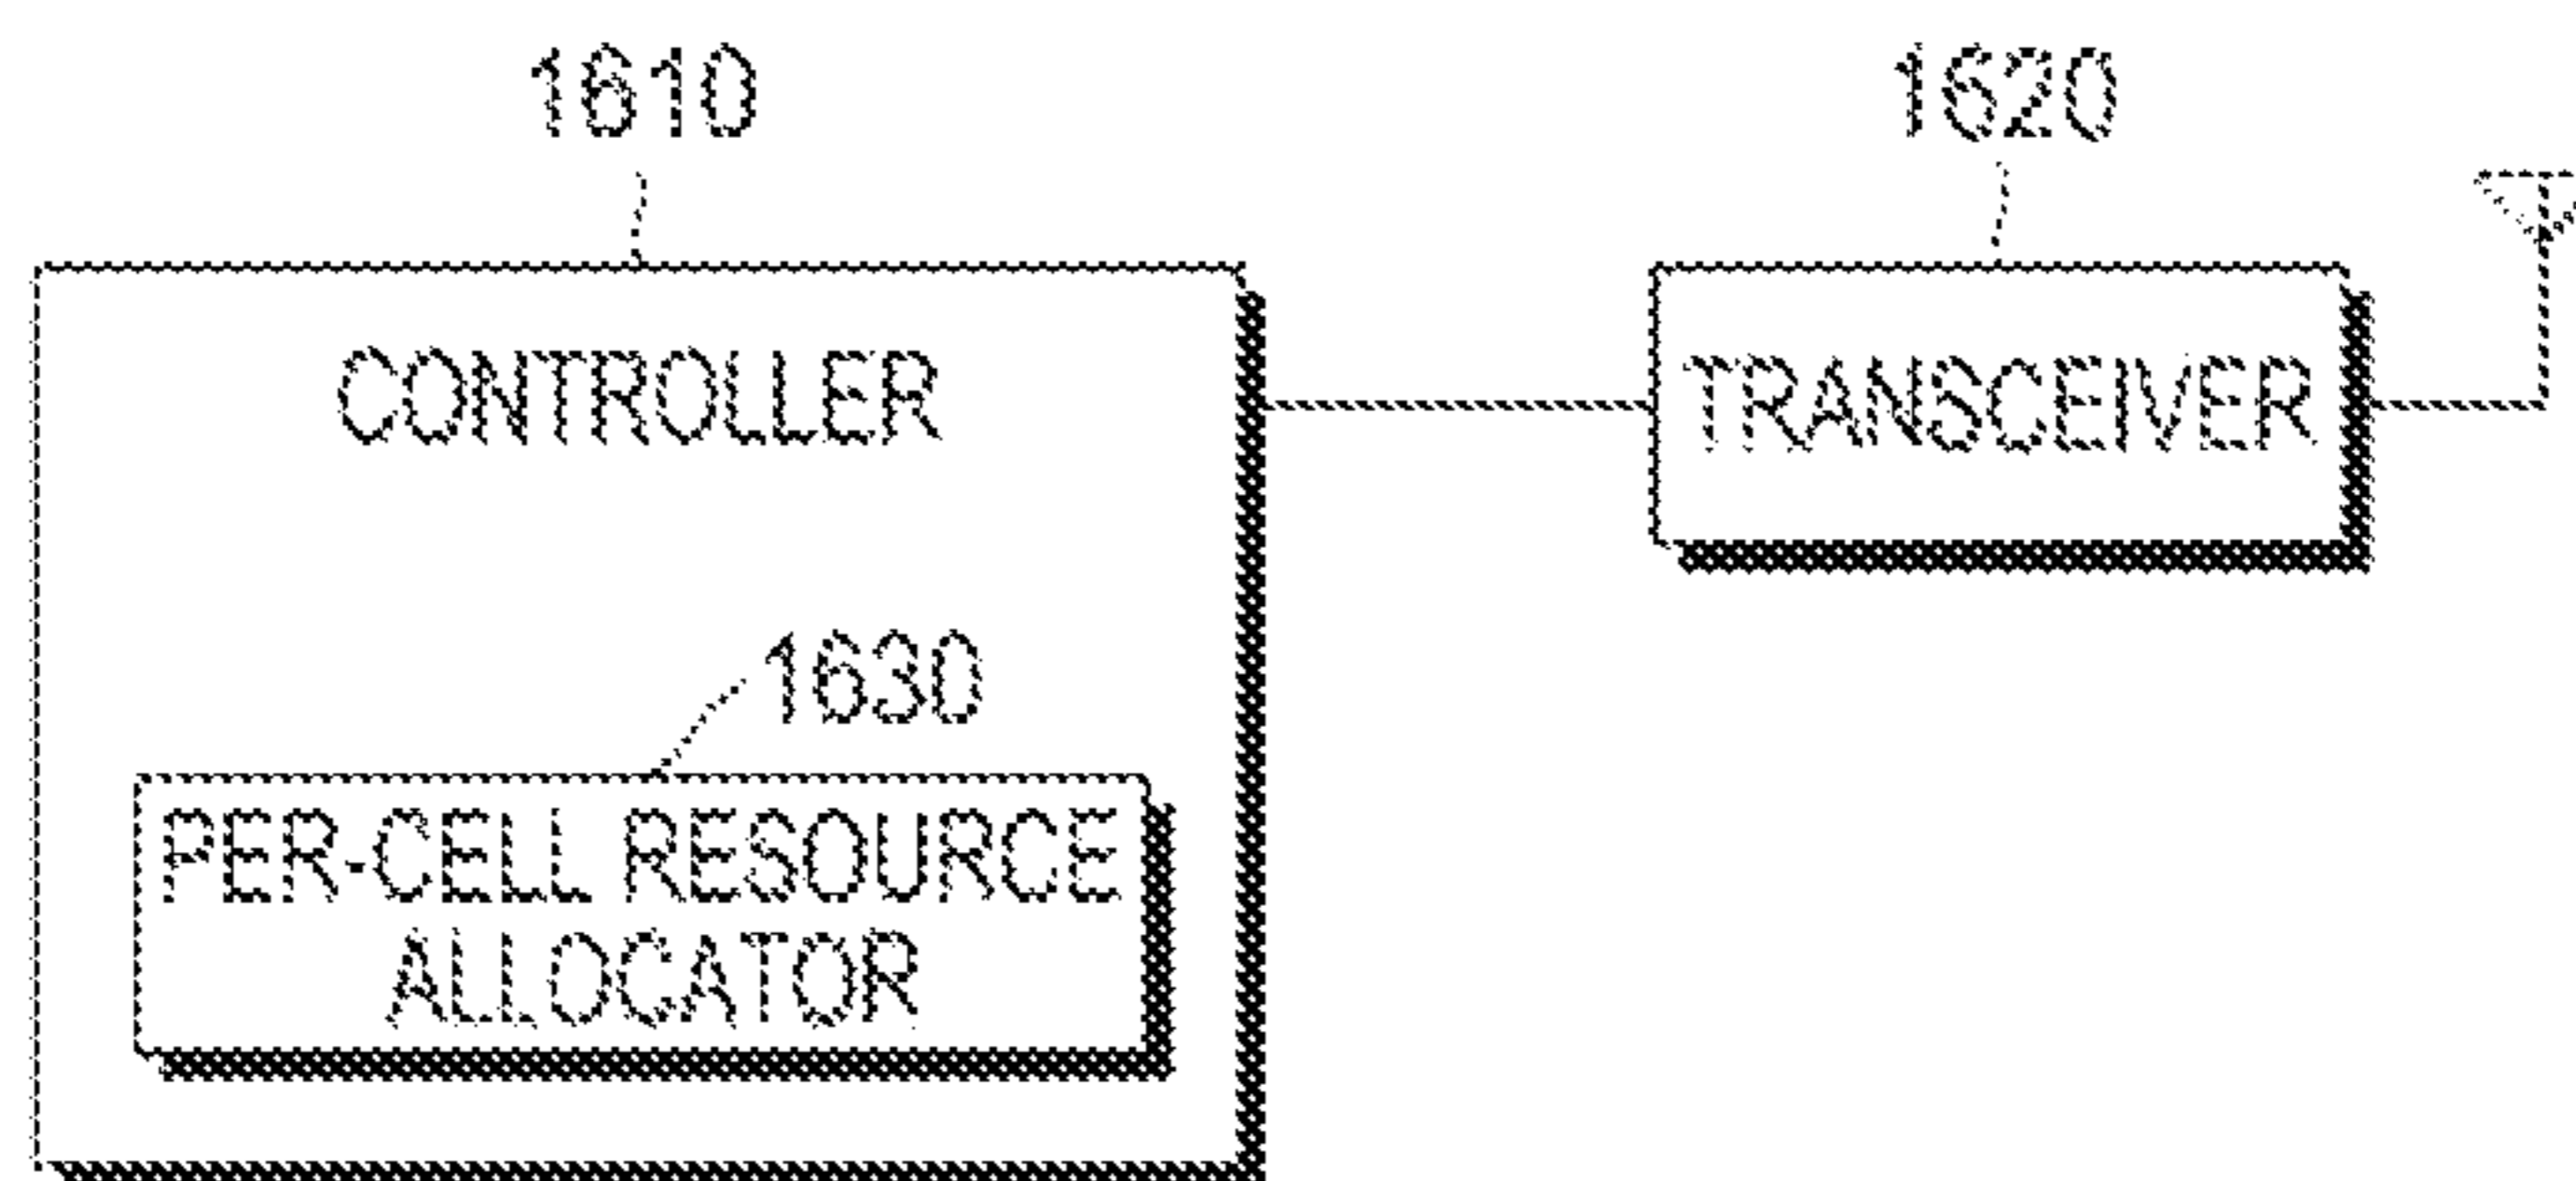 1610
1620
CONTROLLER
TRANSCEIVER
1630
PER-CELL RESOURCE
ALLOCATOR